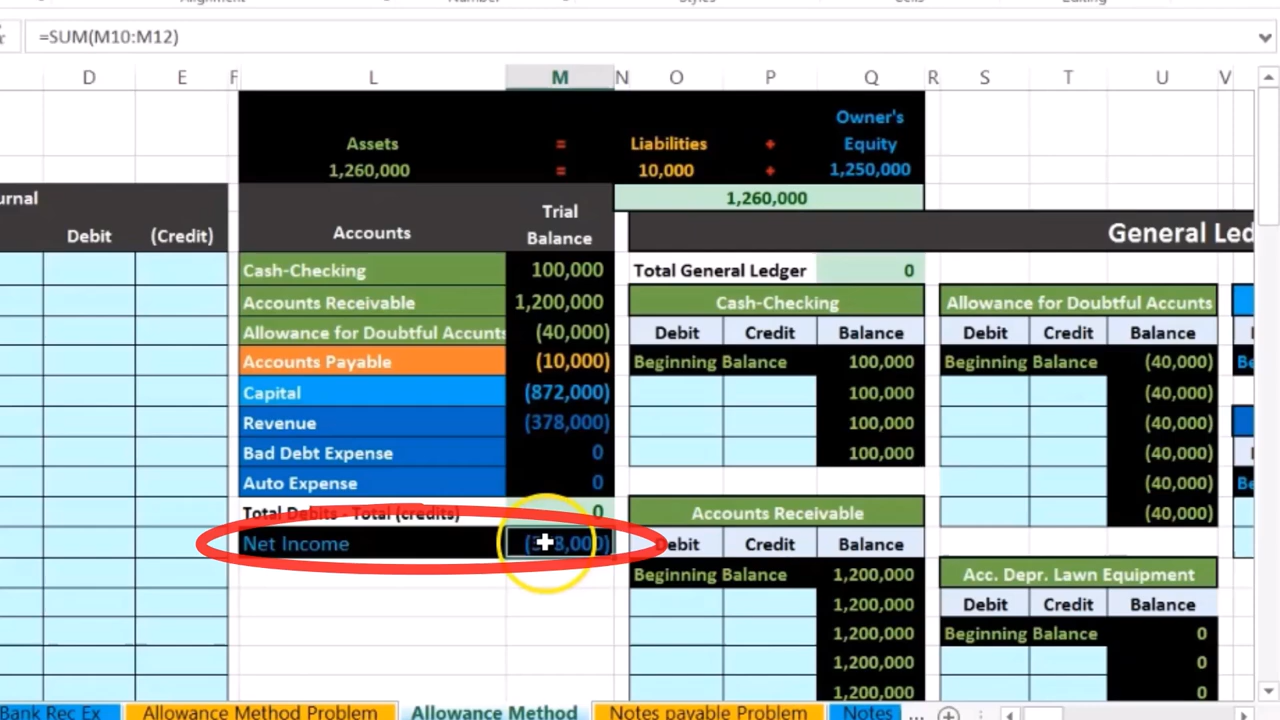 Alignment Number Styles Cells Editing
=SUM(M10:M12)
D E F L M N O P Q R S T U V
Owner's
Assets = Liabilities + Equity
1,260,000 = 10,000 + 1,250,000
urnal 1,260,000
Trial
Debit (Credit) Accounts Balance General Led
Cash-Checking 100,000 Total General Ledger 0
Accounts Receivable 1,200,000 Cash-Checking Allowance for Doubtful Accunts
Allowance for Doubtful Accunts (40,000) Debit Credit Balance Debit Credit Balance
Accounts Payable (10,000) Beginning Balance 100,000 Beginning Balance (40,000) Be
Capital (872,000) 100,000 (40,000)
Revenue (378,000) 100,000 (40,000)
Bad Debt Expense 0 100,000 (40,000)
Auto Expense 0 (40,000) Be
Total Debits - Total (credits) 0 Accounts Receivable (40,000)
Net Income Debit Credit Balance
Beginning Balance 1,200,000 Acc. Depr. Lawn Equipment
1,200,000 Debit Credit Balance
1,200,000 Beginning Balance 0
1,200,000 0
1,200,000 0
Bank Rec Ex Allowance Method Problem Allowance Method Notes payable Problem Notes ...